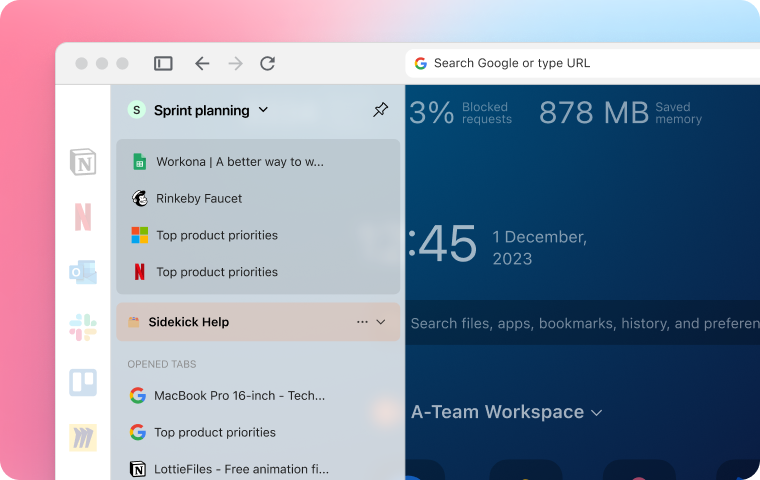 Search Google or type URL
S Sprint planning
Workona | A better way to w...
Rinkeby Faucet
Top product priorities
Top product priorities
Sidekick Help
OPENED TABS
MacBook Pro 16-inch - Tech...
Top product priorities
LottieFiles - Free animation fi...
3% Blocked
requests
878 MB Saved
memory
:45
1 December,
2023
Search files, apps, bookmarks, history, and preferen
A-Team Workspace